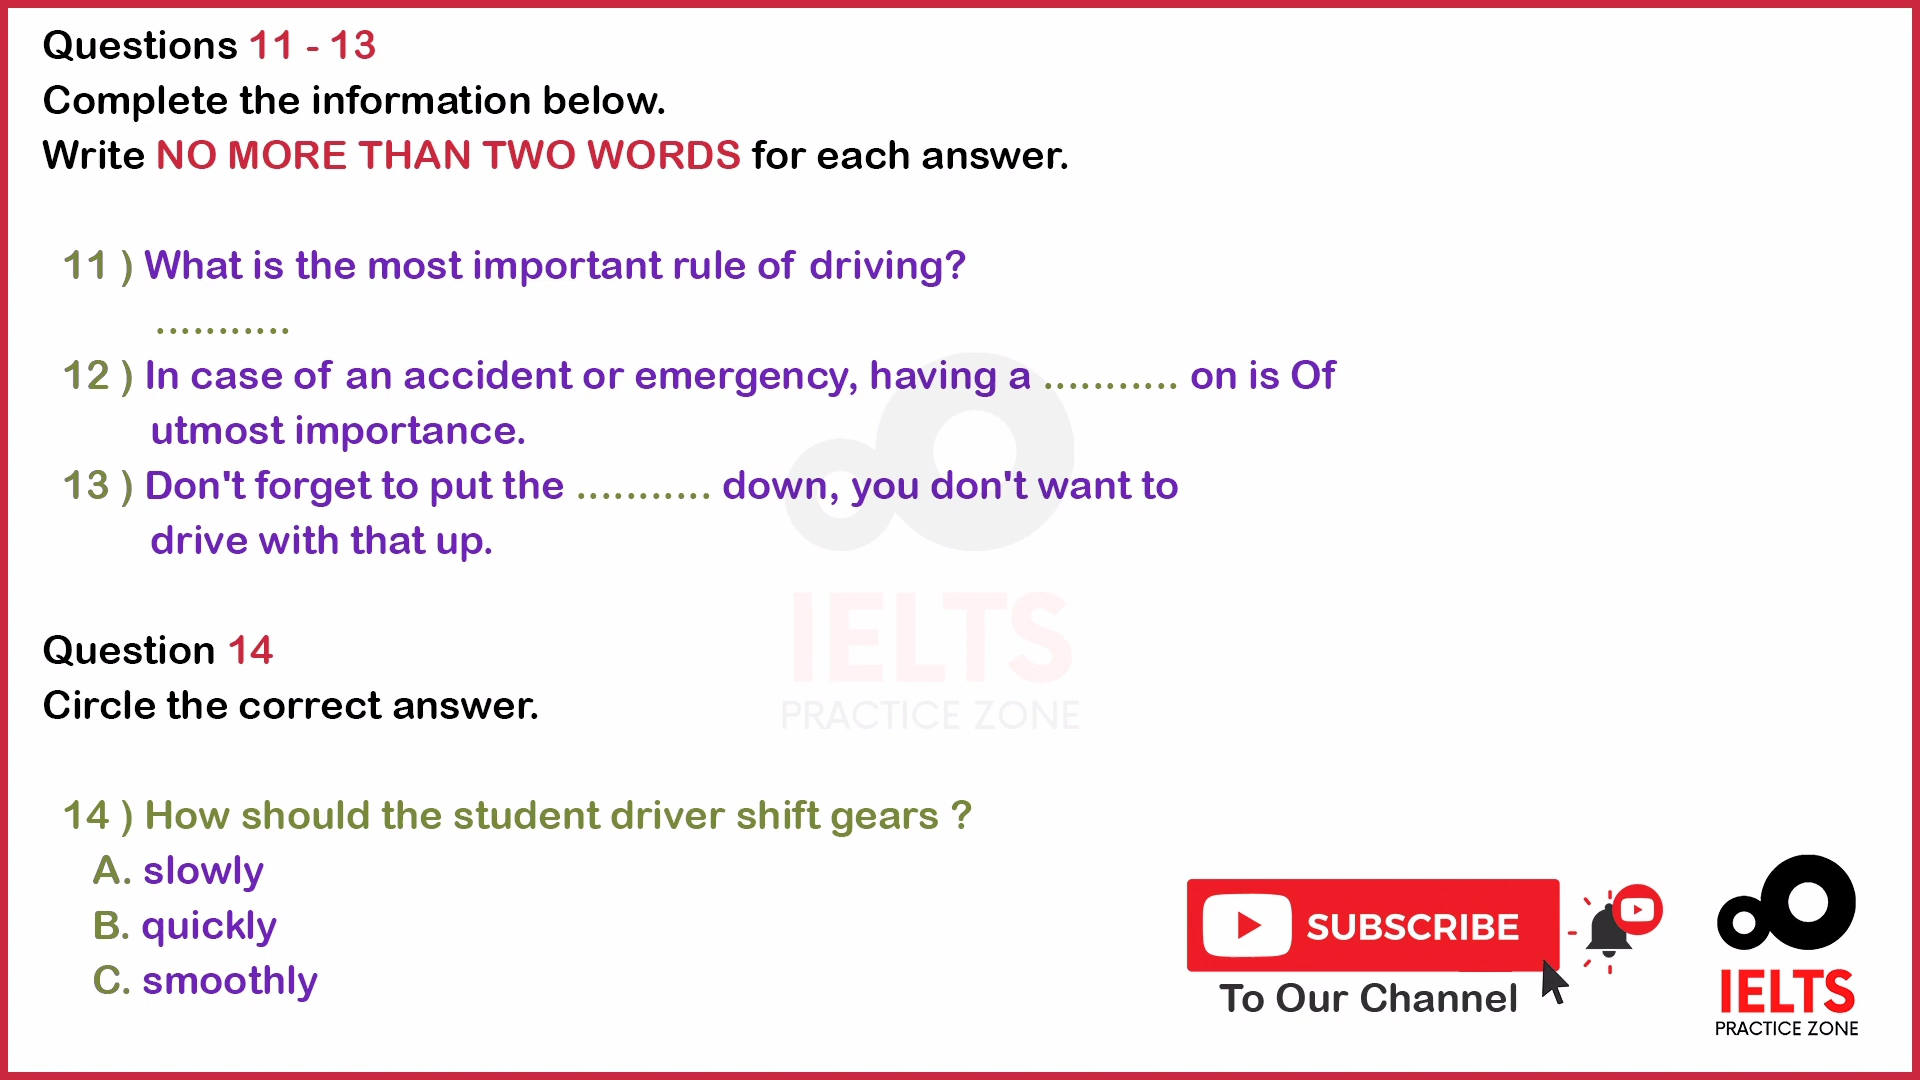 Questions 11 - 13
Complete the information below.
Write NO MORE THAN TWO WORDS for each answer.
11 ) What is the most important rule of driving?
...........
12 ) In case of an accident or emergency, having a ........... on is Of
utmost importance.
13 ) Don't forget to put the ........... down, you don't want to
drive with that up.
IELTS
PRACTICE ZONE
Question 14
Circle the correct answer.
14 ) How should the student driver shift gears ?
A. slowly
B. quickly
C. smoothly
SUBSCRIBE
To Our Channel
IELTS
PRACTICE ZONE